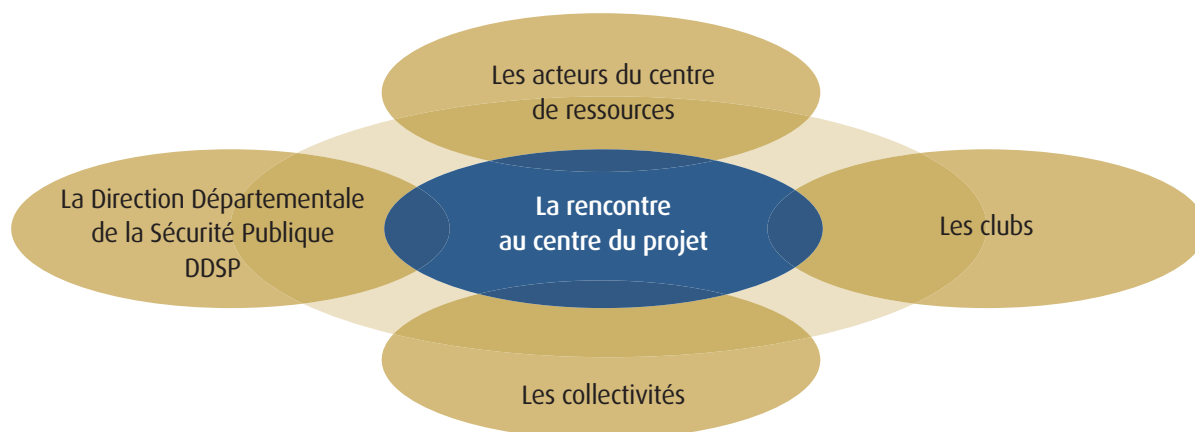 Les acteurs du centre
de ressources
La Direction Départementale
de la Sécurité Publique
DDSP
La rencontre
au centre du projet
Les clubs
Les collectivités